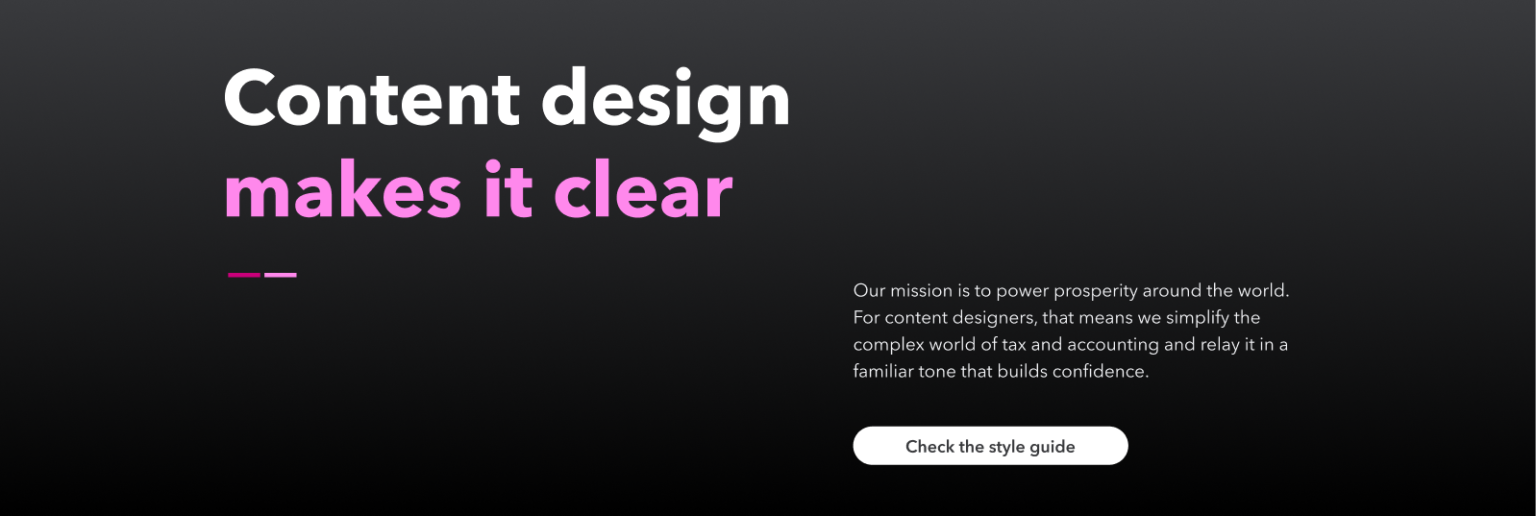 Content design
makes it clear
Our mission is to power prosperity around the world.
For content designers, that means we simplify the
complex world of tax and accounting and relay it in a
familiar tone that builds confidence.
Check the style guide